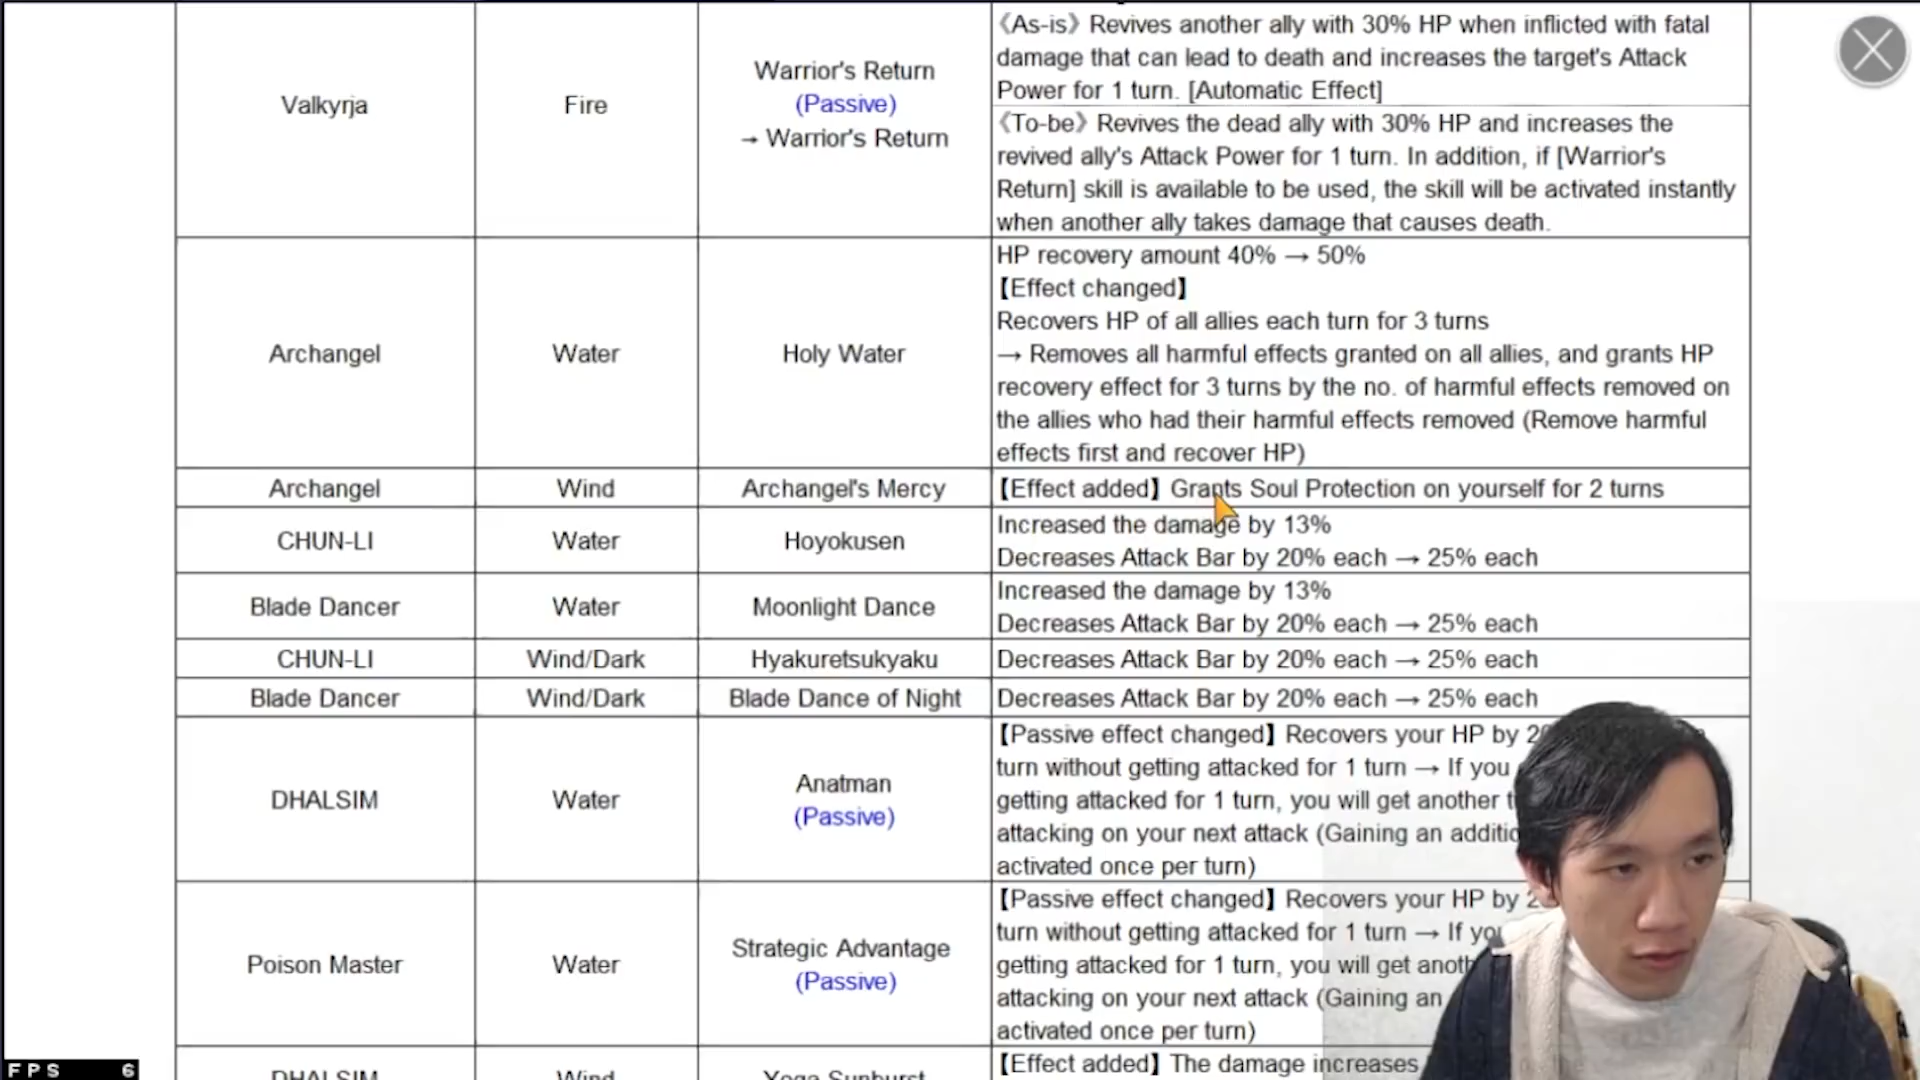 《As-is》Revives another ally with 30% HP when inflicted with fatal
damage that can lead to death and increases the target's Attack
Power for 1 turn. [Automatic Effect]
Valkyrja
Fire
Warrior's Return
(Passive)
→ Warrior's Return
《To-be》Revives the dead ally with 30% HP and increases the
revived ally's Attack Power for 1 turn. In addition, if [Warrior's
Return] skill is available to be used, the skill will be activated instantly
when another ally takes damage that causes death.
Archangel
Water
Holy Water
HP recovery amount 40% → 50%
【Effect changed】
Recovers HP of all allies each turn for 3 turns
→ Removes all harmful effects granted on all allies, and grants HP
recovery effect for 3 turns by the no. of harmful effects removed on
the allies who had their harmful effects removed (Remove harmful
effects first and recover HP)
Archangel
Wind
Archangel's Mercy
【Effect added】Grants Soul Protection on yourself for 2 turns
CHUN-LI
Water
Hoyokusen
Increased the damage by 13%
Decreases Attack Bar by 20% each → 25% each
Blade Dancer
Water
Moonlight Dance
Increased the damage by 13%
Decreases Attack Bar by 20% each → 25% each
CHUN-LI
Wind/Dark
Hyakuretsukyaku
Decreases Attack Bar by 20% each → 25% each
Blade Dancer
Wind/Dark
Blade Dance of Night
Decreases Attack Bar by 20% each → 25% each
DHALSIM
Water
Anatman
(Passive)
【Passive effect changed】Recovers your HP by
turn without getting attacked for 1 turn → If you
getting attacked for 1 turn, you will get another
attacking on your next attack (Gaining an
activated once per turn)
Poison Master
Water
Strategic Advantage
(Passive)
【Passive effect changed】Recovers your HP by
turn without getting attacked for 1 turn → If you
getting attacked for 1 turn, you will get
attacking on your next attack (Gaining an
activated once per turn)
DHALSIM
Wind
Yoga Sunburst
【Effect added】The damage increases
FPS 6